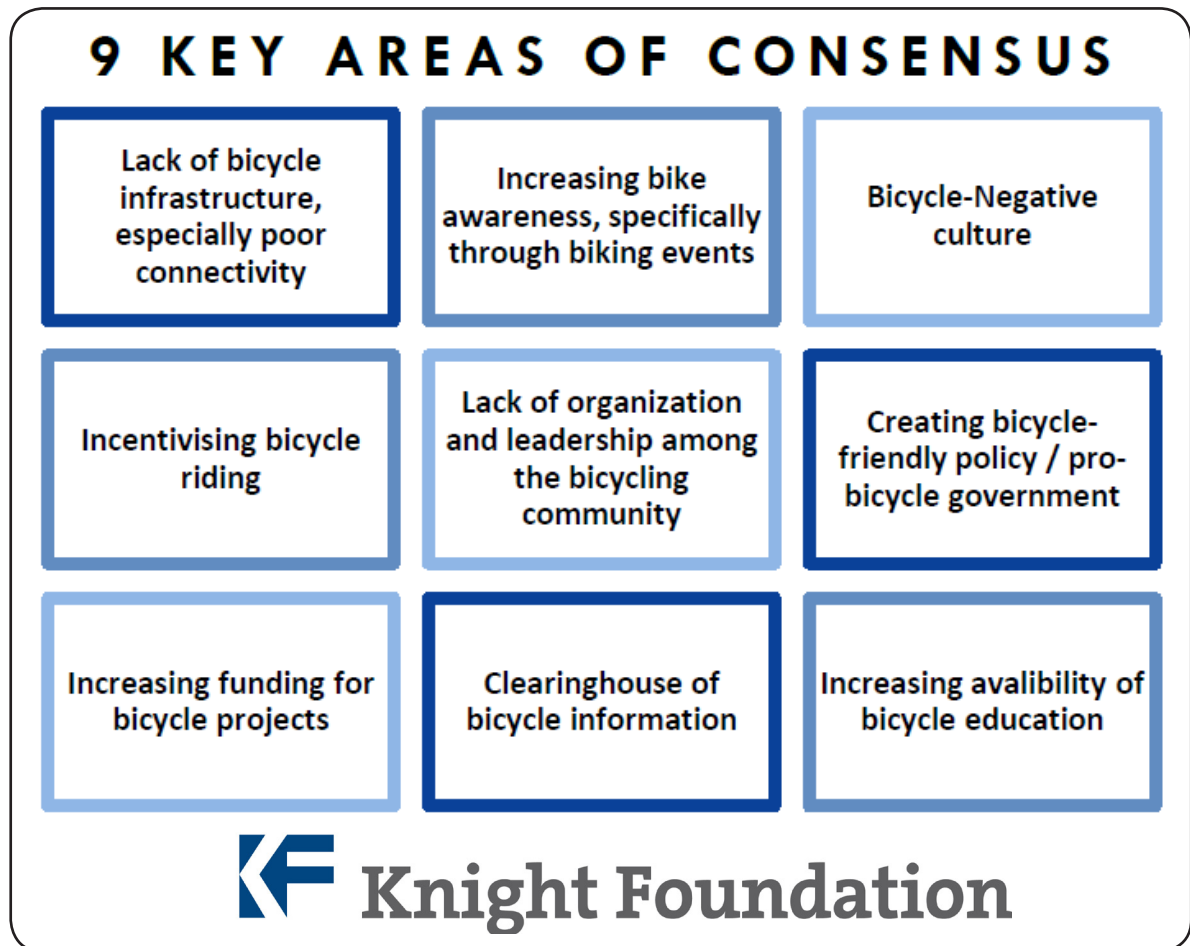 9 KEY AREAS OF CONSENSUS
Lack of bicycle
infrastructure,
especially poor
connectivity
Increasing bike
awareness, specifically
through biking events
Bicycle-Negative
culture
Incentivising bicycle
riding
Lack of organization
and leadership among
the bicycling
community
Creating bicycle-
friendly policy / pro-
bicycle government
Increasing funding for
bicycle projects
Clearinghouse of
bicycle information
Increasing avalibility of
bicycle education
KF Knight Foundation